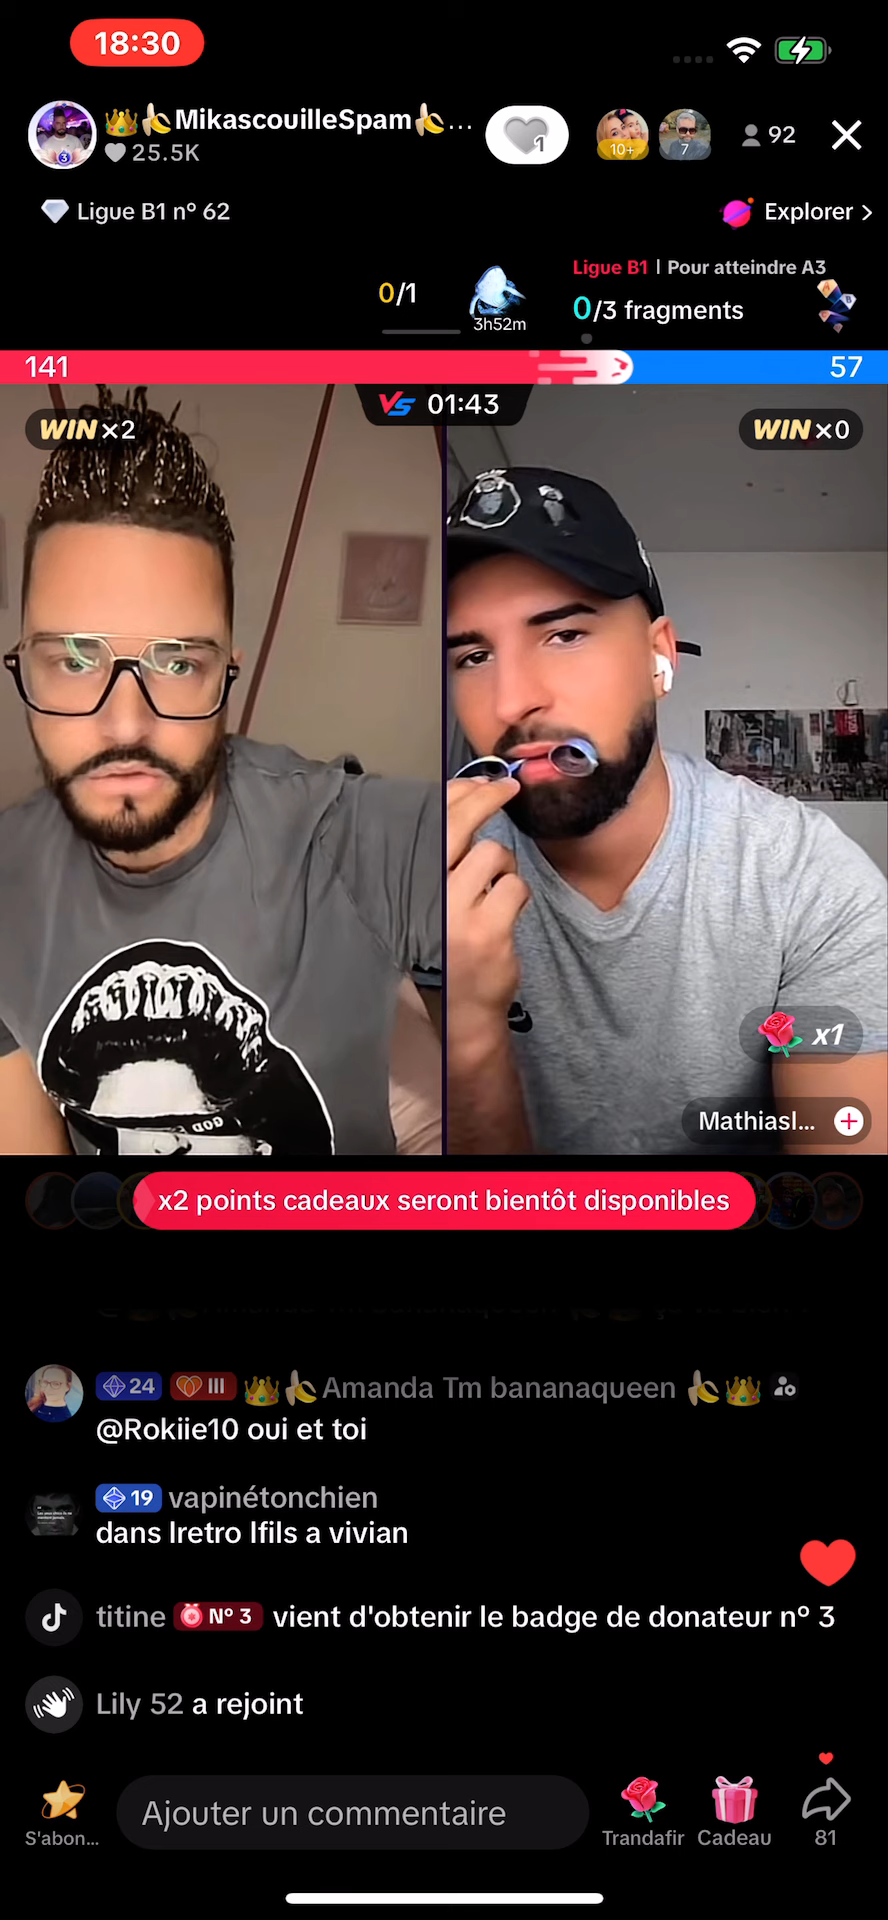 18:30
👑🍌MikascouilleSpam🍌...
25.5K
1
10+
7
92
Ligue B1 n° 62
Explorer >
0/1
3h52m
Ligue B1 | Pour atteindre A3
0/3 fragments
141
57
VS 01:43
WIN x2
WIN x0
GOD
x1
Mathiasl...
x2 points cadeaux seront bientôt disponibles
24 III 👑🍌Amanda Tm bananaqueen 🍌👑
@Rokiie10 oui et toi
19 vapinétonchien
dans lretro lfils a vivian
titine N° 3 vient d'obtenir le badge de donateur n° 3
Lily 52 a rejoint
Ajouter un commentaire
S'abon...
Trandafir
Cadeau
81